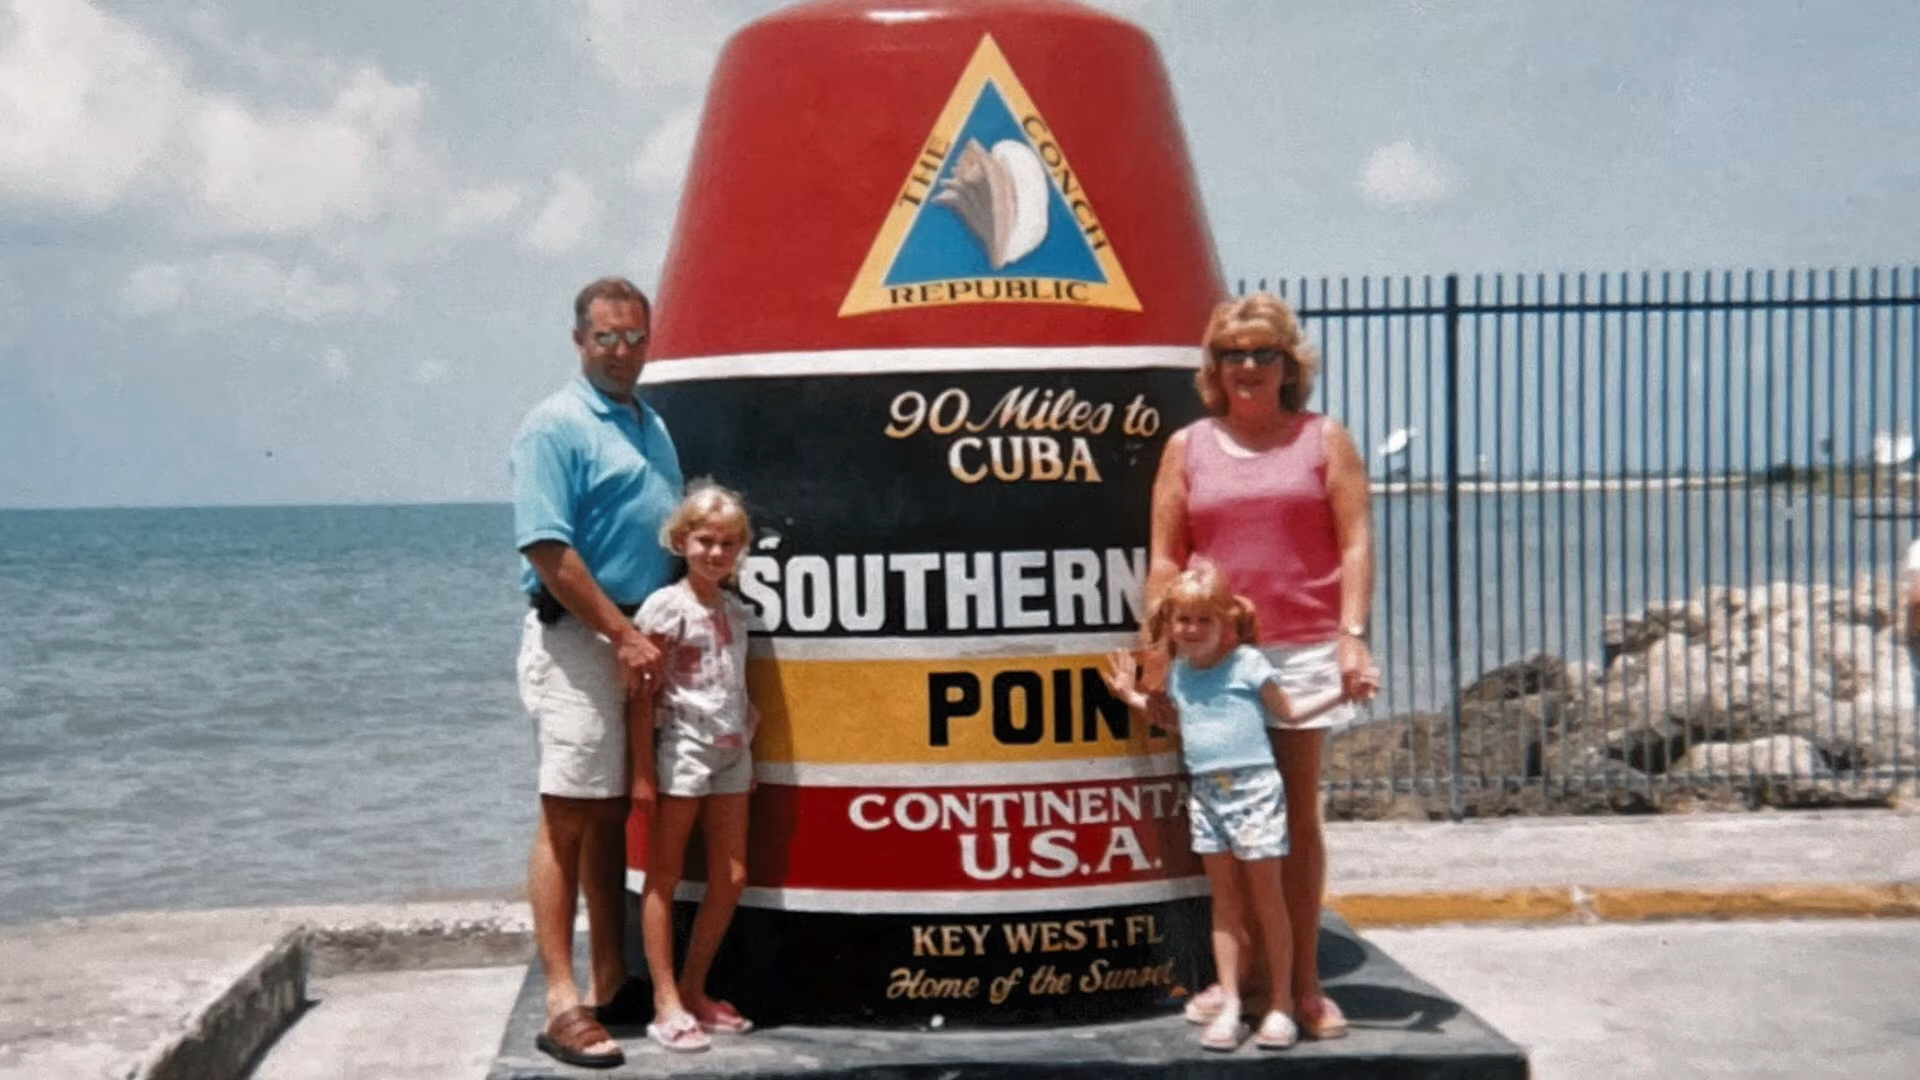 THE CONCH
REPUBLIC
90 Miles to
CUBA
SOUTHERN
POIN
CONTINENTA
U.S.A.
KEY WEST, FL
Home of the Sunset